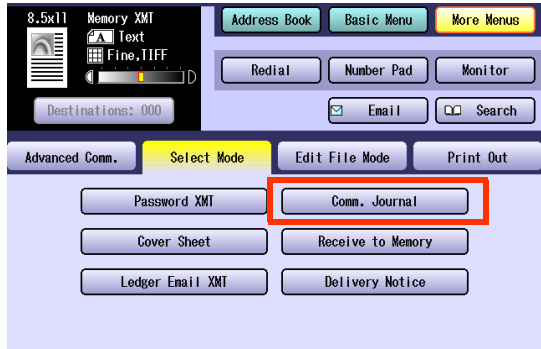 8.5x11 Memory XMT
A Text
Fine,TIFF
D
Destinations: 000
Address Book Basic Menu More Menus
Redial Number Pad Monitor
Email Search
Advanced Comm. Select Mode Edit File Mode Print Out
Password XMT Comm. Journal
Cover Sheet Receive to Memory
Ledger Email XMT Delivery Notice